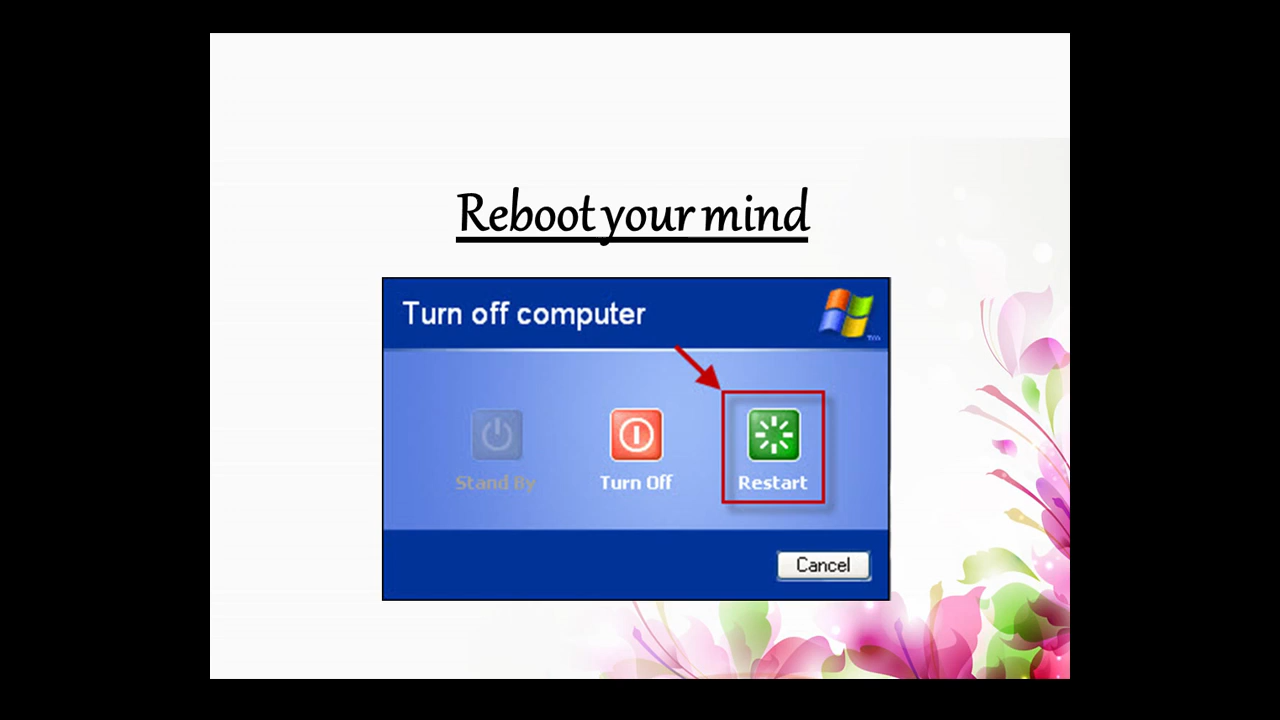 Reboot your mind
Turn off computer
Stand By
Turn Off
Restart
Cancel